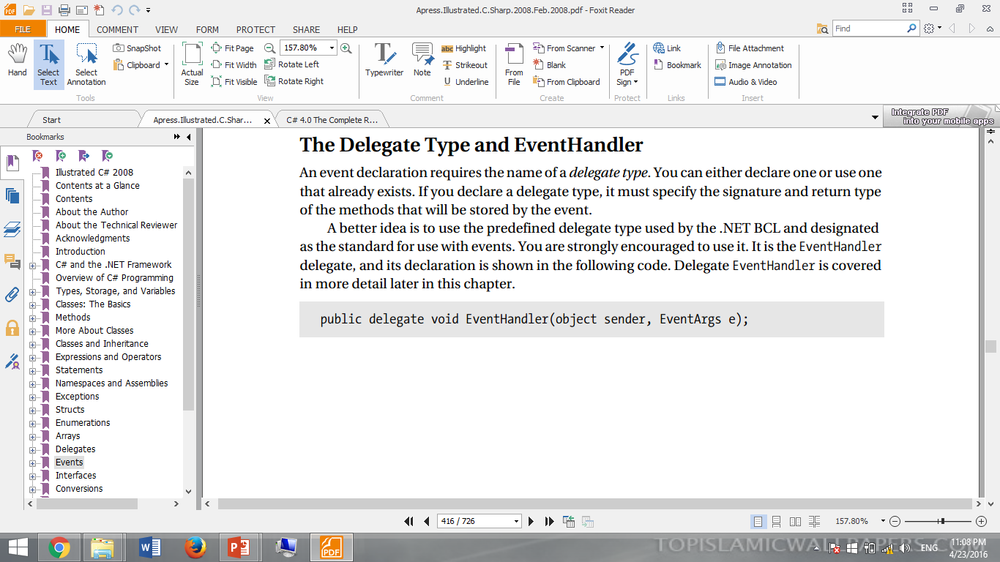 Apress.Illustrated.C.Sharp.2008.Feb.2008.pdf - Foxit Reader
FILE HOME COMMENT VIEW FORM PROTECT SHARE HELP
Find
Hand
Select Text
Select Annotation
SnapShot
Clipboard
Tools
Actual Size
Fit Page
Fit Width
Fit Visible
157.80%
Rotate Left
Rotate Right
View
Typewriter
Note
abc Highlight
Strikeout
Underline
Comment
From File
From Scanner
Blank
From Clipboard
Create
PDF Sign
Protect
Link
Bookmark
Links
File Attachment
Image Annotation
Audio & Video
Insert
Start
Apress.Illustrated.C.Shar...
C# 4.0 The Complete R...
Integrate PDF
into your mobile apps
Bookmarks
Illustrated C# 2008
Contents at a Glance
Contents
About the Author
About the Technical Reviewer
Acknowledgments
Introduction
C# and the .NET Framework
Overview of C# Programming
Types, Storage, and Variables
Classes: The Basics
Methods
More About Classes
Classes and Inheritance
Expressions and Operators
Statements
Namespaces and Assemblies
Exceptions
Structs
Enumerations
Arrays
Delegates
Events
Interfaces
Conversions
The Delegate Type and EventHandler
An event declaration requires the name of a delegate type. You can either declare one or use one
that already exists. If you declare a delegate type, it must specify the signature and return type
of the methods that will be stored by the event.
A better idea is to use the predefined delegate type used by the .NET BCL and designated
as the standard for use with events. You are strongly encouraged to use it. It is the EventHandler
delegate, and its declaration is shown in the following code. Delegate EventHandler is covered
in more detail later in this chapter.
public delegate void EventHandler(object sender, EventArgs e);
416 / 726
157.80%
TOPISLAMICWALLPAPERS.COM
ENG
11:08 PM
4/23/2016